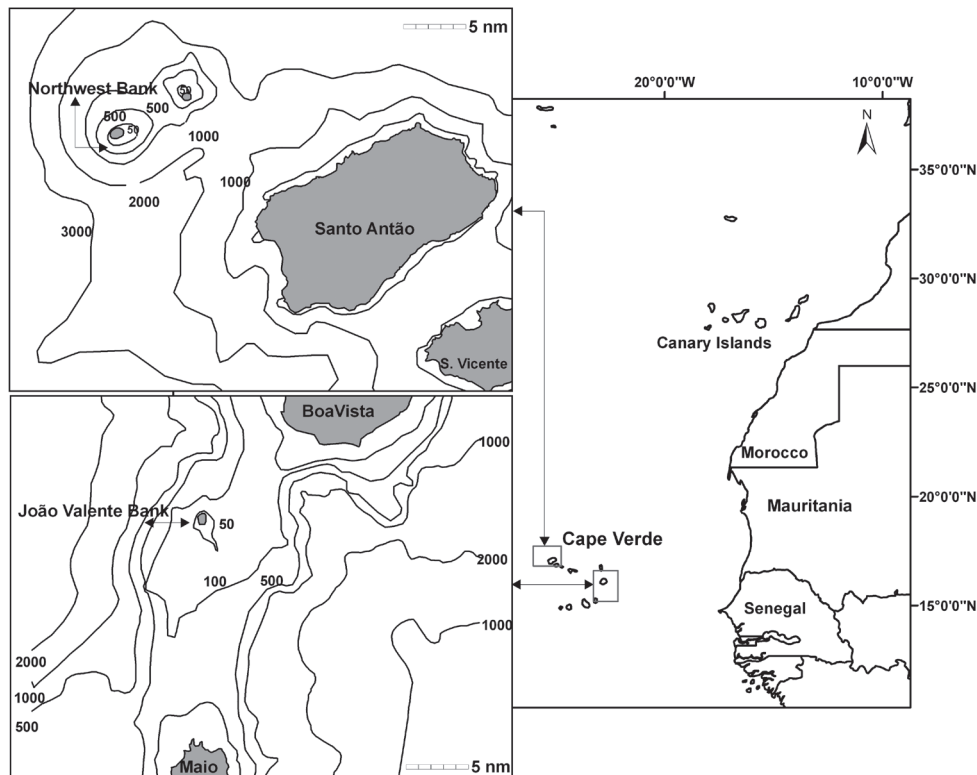 5 nm
Northwest Bank
50
500
500
50
1000
1000
2000
3000
Santo Antão
S. Vicente
BoaVista
1000
João Valente Bank
50
100
500
2000
1000
2000
1000
500
Maio
5 nm
20°0'0"W
10°0'0"W
N
35°0'0"N
30°0'0"N
Canary Islands
25°0'0"N
Morocco
20°0'0"N
Mauritania
Cape Verde
15°0'0"N
Senegal